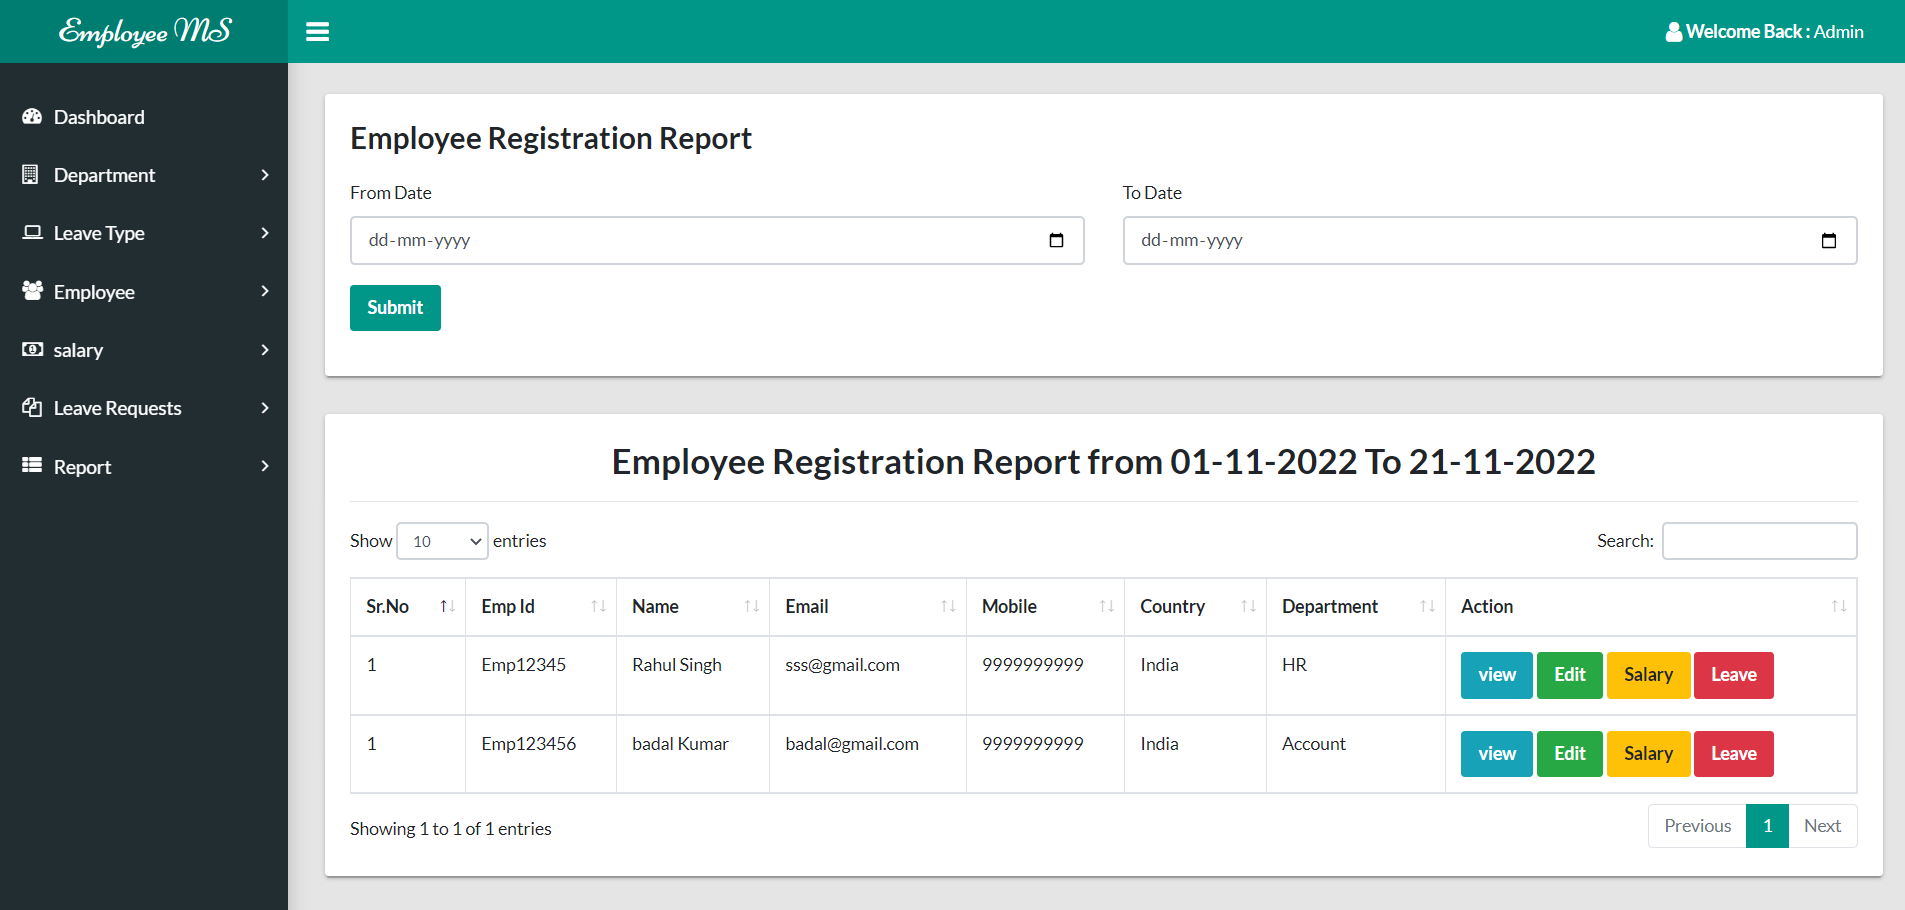 Employee MS
Welcome Back : Admin
Dashboard
Department
Leave Type
Employee
salary
Leave Requests
Report
Employee Registration Report
From Date To Date
dd-mm-yyyy dd-mm-yyyy
Submit
Employee Registration Report from 01-11-2022 To 21-11-2022
Show 10 entries Search:
Sr.No Emp Id Name Email Mobile Country Department Action
1 Emp12345 Rahul Singh sss@gmail.com 9999999999 India HR view Edit Salary Leave
1 Emp123456 badal Kumar badal@gmail.com 9999999999 India Account view Edit Salary Leave
Showing 1 to 1 of 1 entries Previous 1 Next